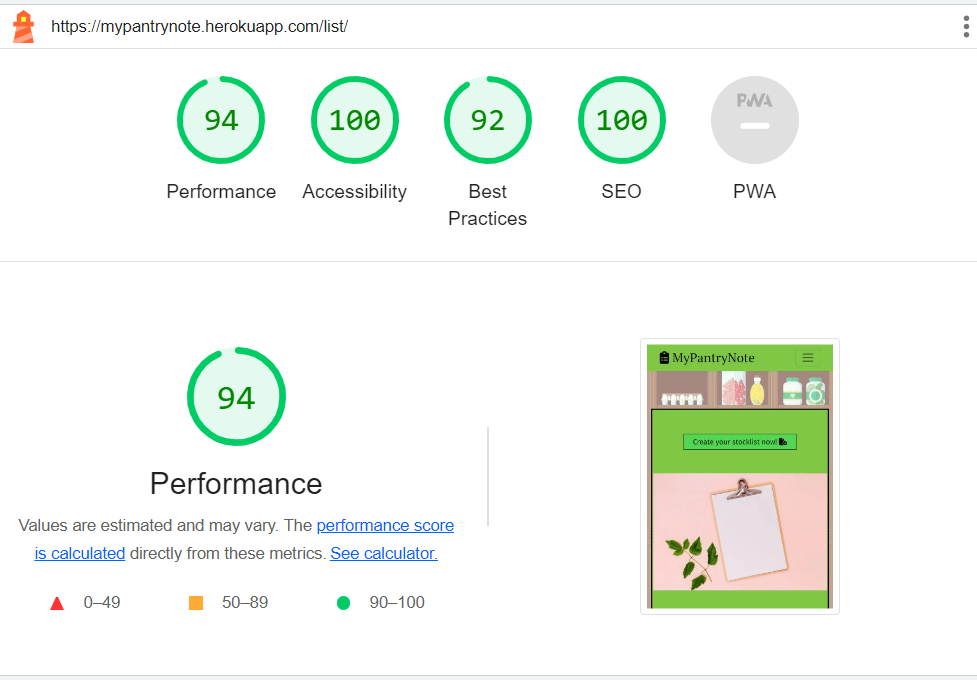 https://mypantrynote.herokuapp.com/list/
94
100
92
100
PWA
Performance
Accessibility
Best
Practices
SEO
PWA
94
Performance
Values are estimated and may vary. The performance score
is calculated directly from these metrics. See calculator.
0–49
50–89
90–100
MyPantryNote
Create your stocklist now!